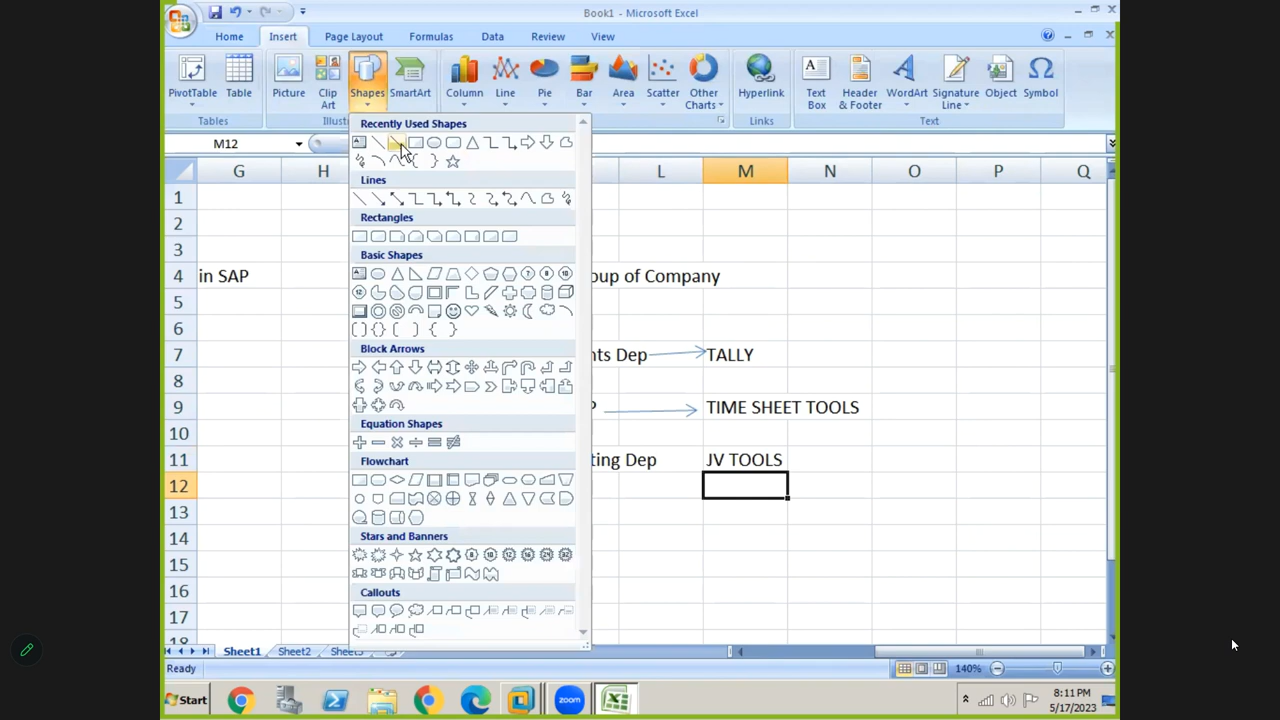 Book1 - Microsoft Excel
Home Insert Page Layout Formulas Data Review View
PivotTable Table Picture Clip Art Shapes SmartArt Column Line Pie Bar Area Scatter Other Charts Hyperlink Text Box Header & Footer WordArt Signature Line Object Symbol
Tables Links Text
M12
Recently Used Shapes
Lines
Rectangles
Basic Shapes
Block Arrows
Equation Shapes
Flowchart
Stars and Banners
Callouts
G H L M N O P Q
1
2
3
4 in SAP oup of Company
5
6
7 nts Dep TALLY
8
9 TIME SHEET TOOLS
10
11 ting Dep JV TOOLS
12
13
14
15
16
17
18
Sheet1 Sheet2
Ready 140%
Start zoom 8:11 PM
5/17/2023